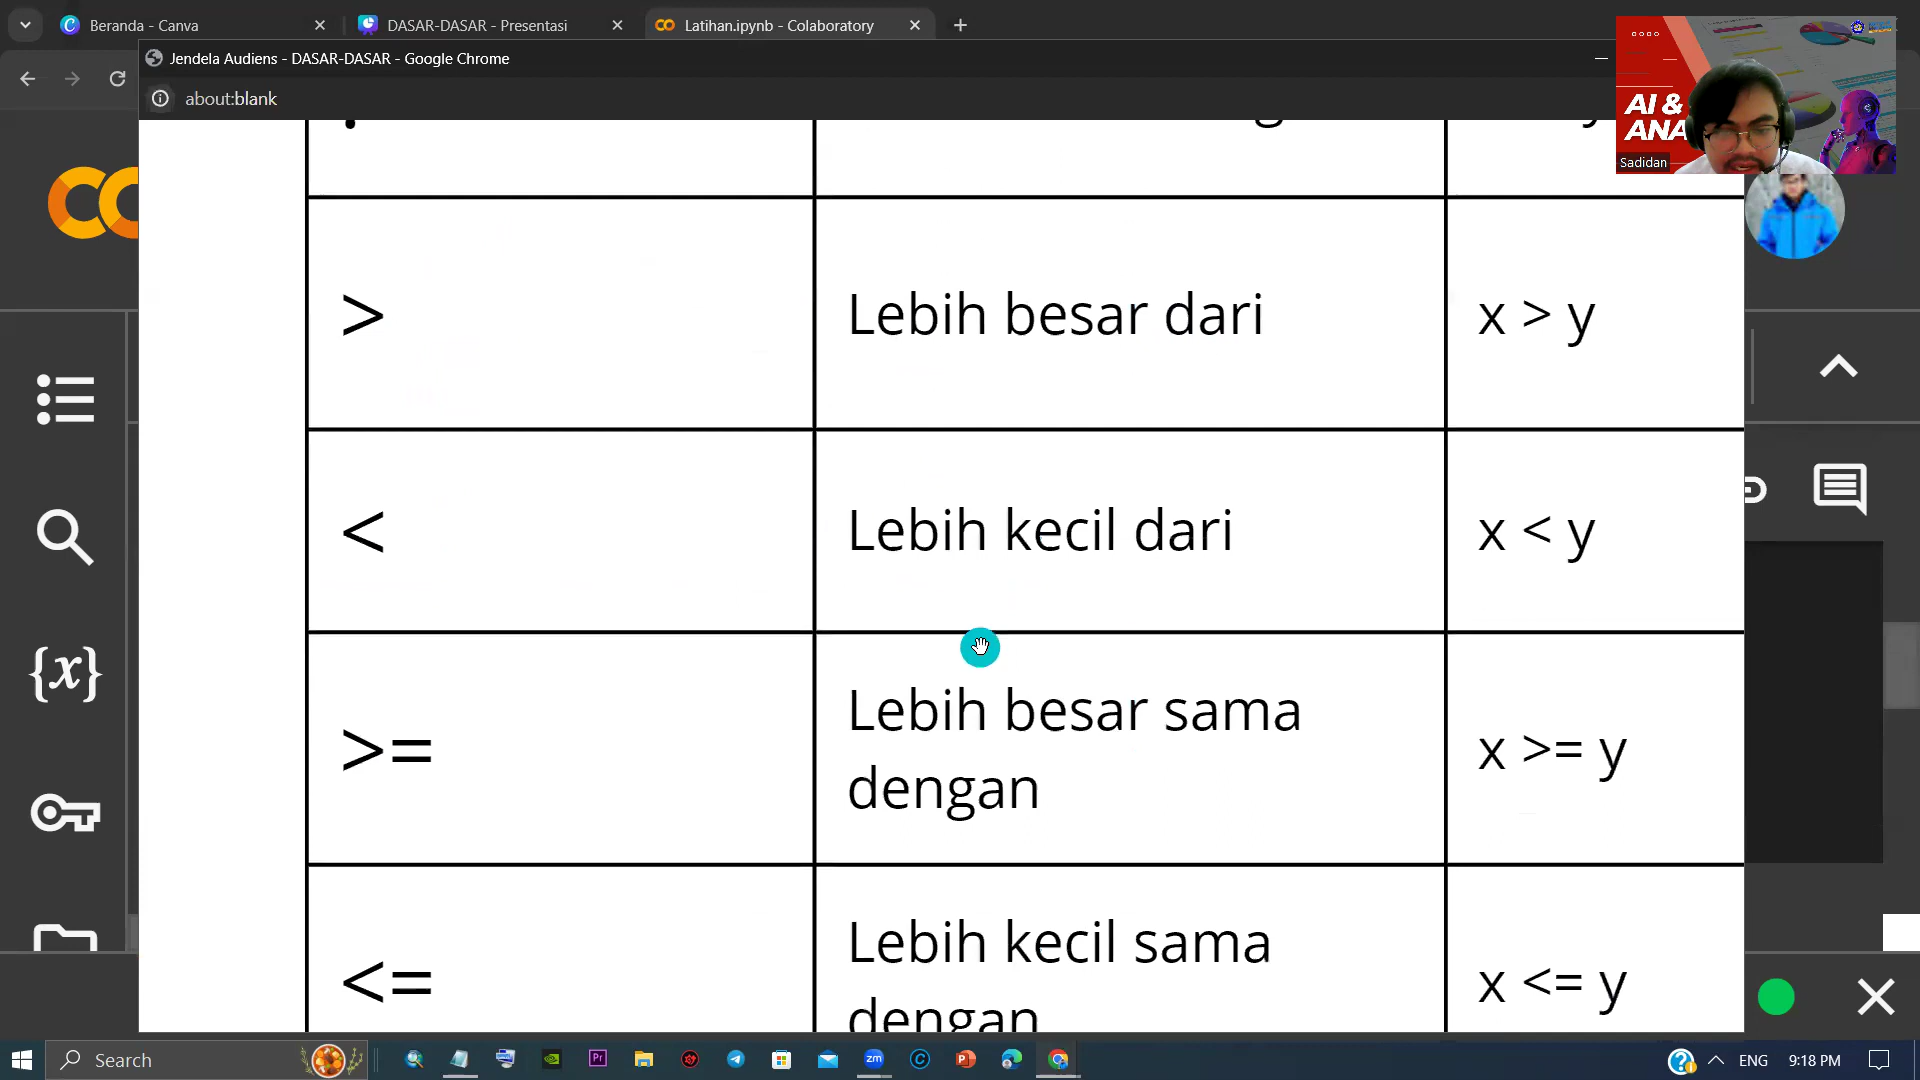 Beranda - Canva
DASAR-DASAR - Presentasi
Latihan.ipynb - Colaboratory
Jendela Audiens - DASAR-DASAR - Google Chrome
about:blank
AI &
ANA
Sadidan
> Lebih besar dari x > y
< Lebih kecil dari x < y
>= Lebih besar sama x >= y
dengan
<= Lebih kecil sama x <= y
dengan
{x}
Search
Pr
zm
ENG
9:18 PM